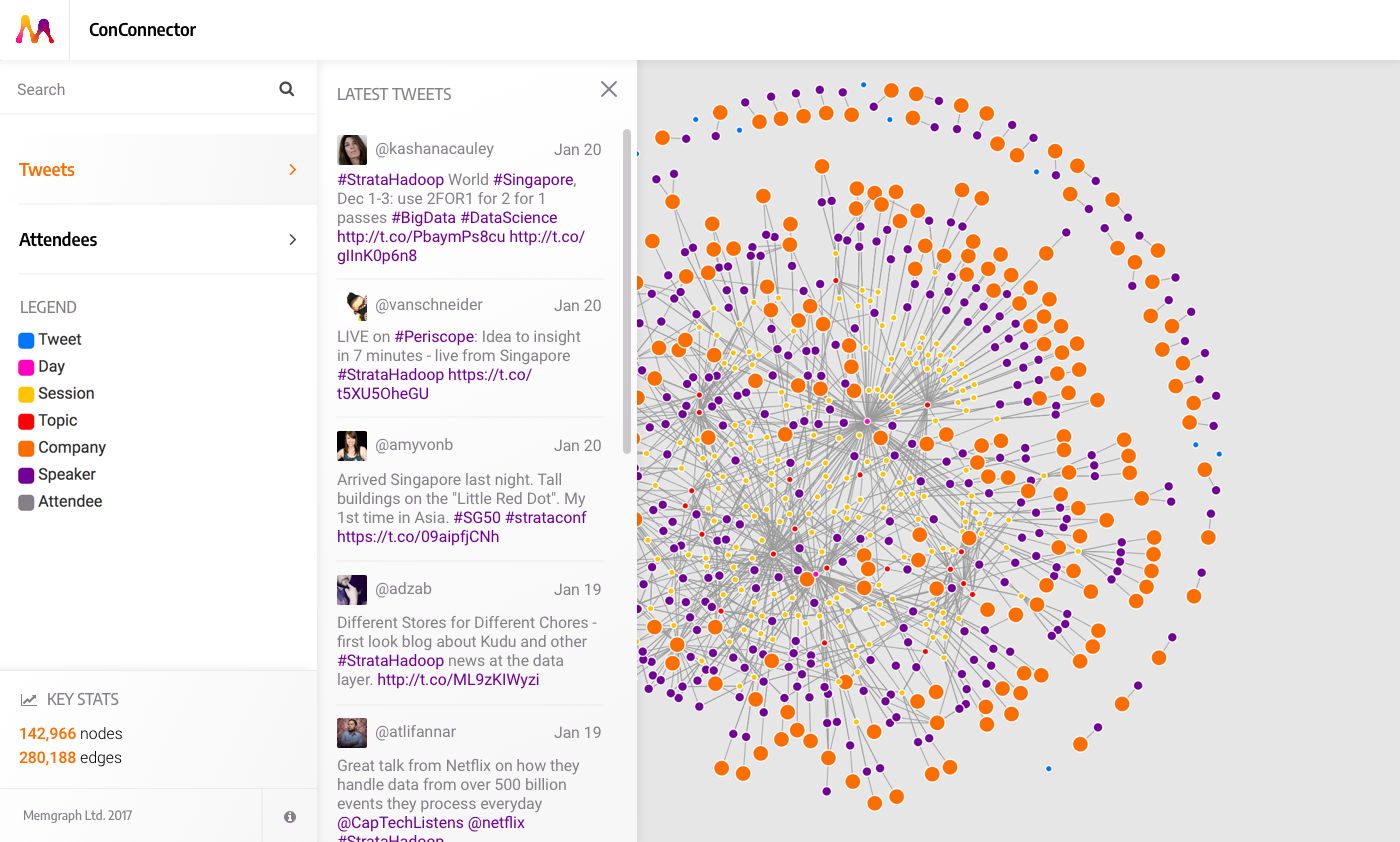 ConConnector
Search
Tweets
Attendees
LEGEND
Tweet
Day
Session
Topic
Company
Speaker
Attendee
KEY STATS
142,966 nodes
280,188 edges
Memgraph Ltd. 2017
LATEST TWEETS
@kashanacauley Jan 20
#StrataHadoop World #Singapore,
Dec 1-3: use 2FOR1 for 2 for 1
passes #BigData #DataScience
http://t.co/PbaymPs8cu http://t.co/
glInK0p6n8
@vanschneider Jan 20
LIVE on #Periscope: Idea to insight
in 7 minutes - live from Singapore
#StrataHadoop https://t.co/
t5XU5OheGU
@amyvonb Jan 20
Arrived Singapore last night. Tall
buildings on the "Little Red Dot". My
1st time in Asia. #SG50 #strataconf
https://t.co/09aipfjCNh
@adzab Jan 19
Different Stores for Different Chores -
first look blog about Kudu and other
#StrataHadoop news at the data
layer. http://t.co/ML9zKIWyzi
@atlifannar Jan 19
Great talk from Netflix on how they
handle data from over 500 billion
events they process everyday
@CapTechListens @netflix
#StrataHadoop